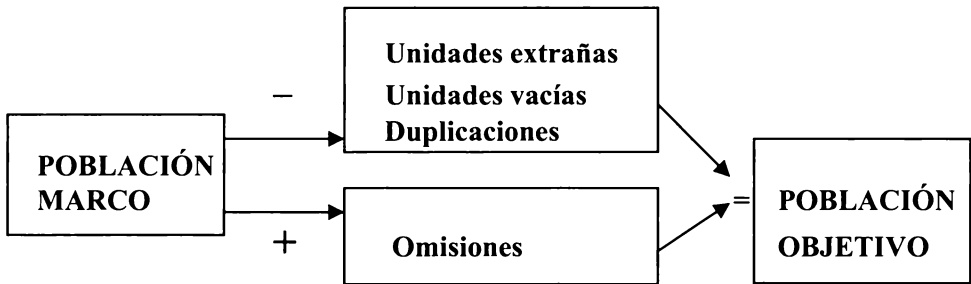 Unidades extrañas
Unidades vacías
Duplicaciones
−
POBLACIÓN
MARCO
+
Omisiones
=
POBLACIÓN
OBJETIVO